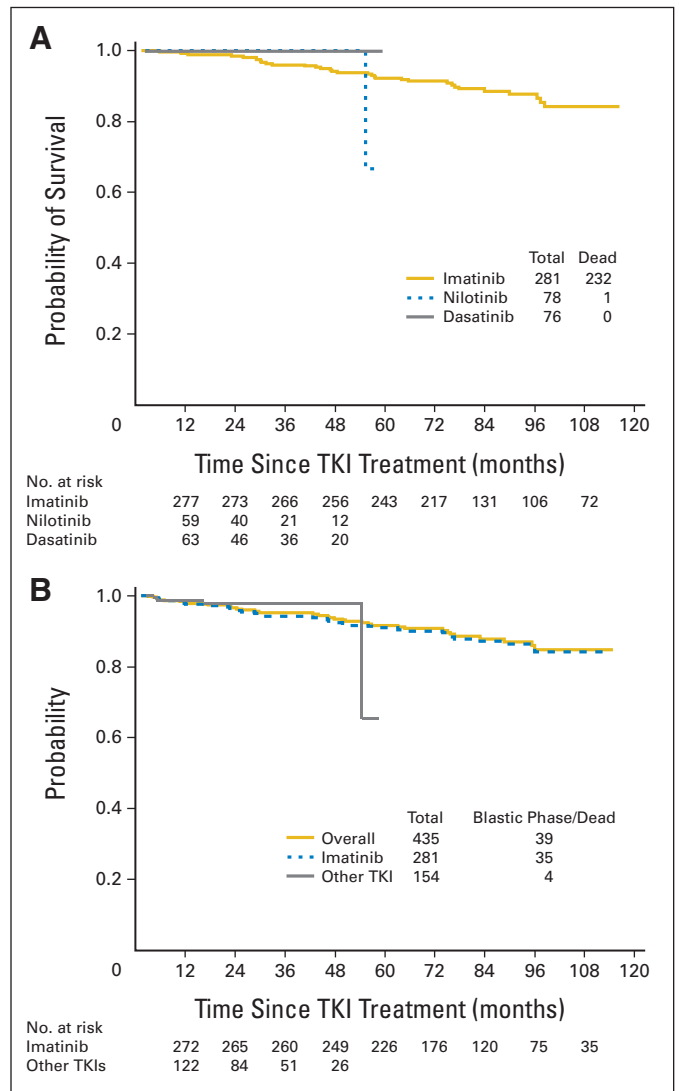 A
Probability of Survival
1.0
0.8
0.6
0.4
0.2
0
Total Dead
Imatinib 281 232
Nilotinib 78 1
Dasatinib 76 0
12 24 36 48 60 72 84 96 108 120
Time Since TKI Treatment (months)
No. at risk
Imatinib 277 273 266 256 243 217 131 106 72
Nilotinib 59 40 21 12
Dasatinib 63 46 36 20
B
Probability
1.0
0.8
0.6
0.4
0.2
0
Total Blastic Phase/Dead
Overall 435 39
Imatinib 281 35
Other TKI 154 4
12 24 36 48 60 72 84 96 108 120
Time Since TKI Treatment (months)
No. at risk
Imatinib 272 265 260 249 226 176 120 75 35
Other TKIs 122 84 51 26